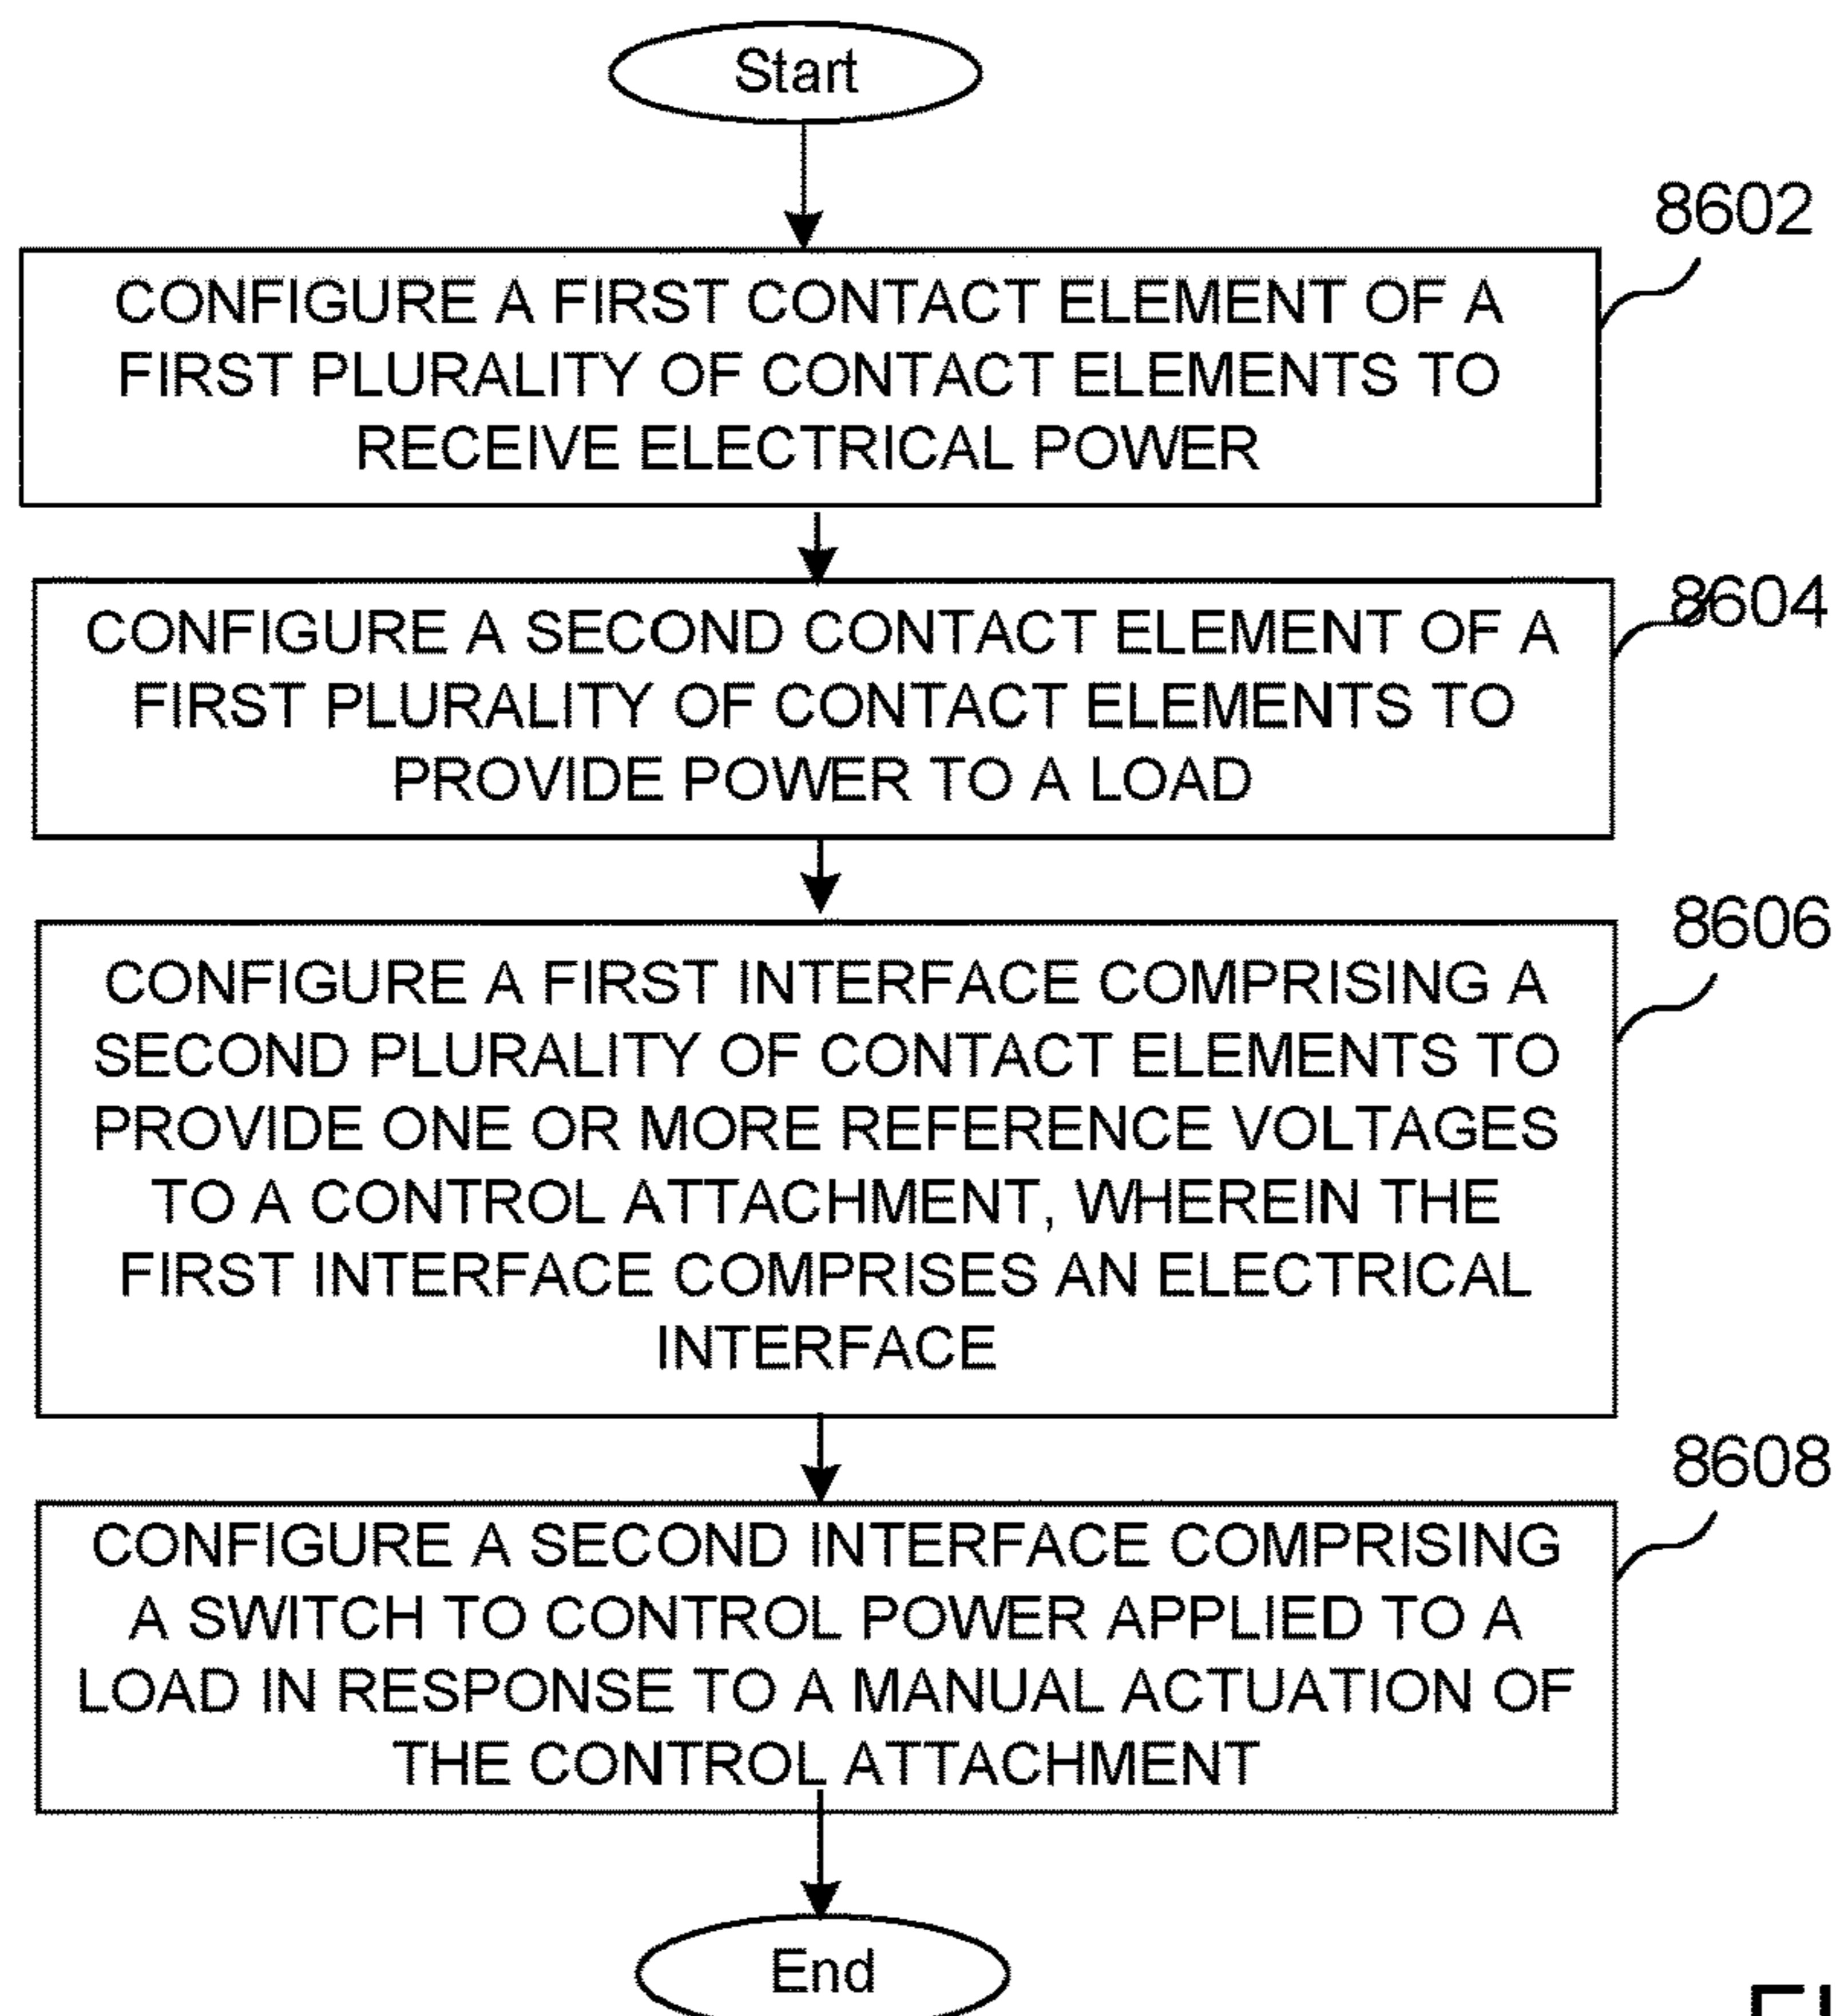 Start
8602
CONFIGURE A FIRST CONTACT ELEMENT OF A
FIRST PLURALITY OF CONTACT ELEMENTS TO
RECEIVE ELECTRICAL POWER
8604
CONFIGURE A SECOND CONTACT ELEMENT OF A
FIRST PLURALITY OF CONTACT ELEMENTS TO
PROVIDE POWER TO A LOAD
8606
CONFIGURE A FIRST INTERFACE COMPRISING A
SECOND PLURALITY OF CONTACT ELEMENTS TO
PROVIDE ONE OR MORE REFERENCE VOLTAGES
TO A CONTROL ATTACHMENT, WHEREIN THE
FIRST INTERFACE COMPRISES AN ELECTRICAL
INTERFACE
8608
CONFIGURE A SECOND INTERFACE COMPRISING
A SWITCH TO CONTROL POWER APPLIED TO A
LOAD IN RESPONSE TO A MANUAL ACTUATION OF
THE CONTROL ATTACHMENT
End